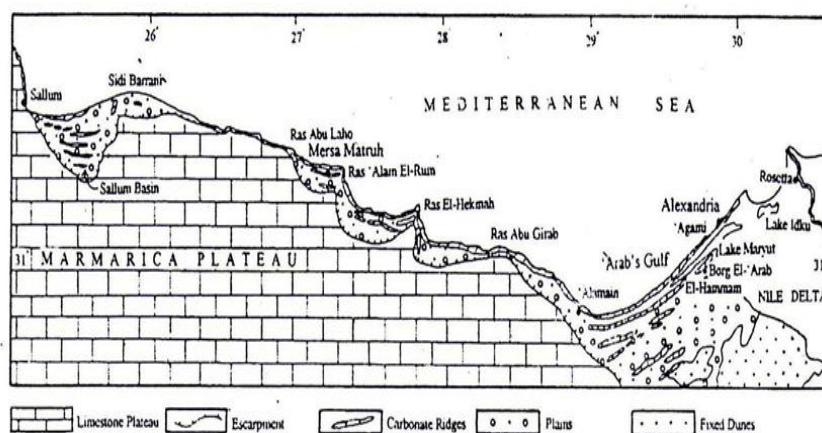 26° 27° 28° 29° 30
Sidi Barrani
Sallum
MEDITERRANEAN SEA
Ras Abu Laho
Mersa Matruh
Ras 'Alam El-Rum
Rosetta
Sallum Basin
Ras El-Hekmah
Alexandria
'Agami
Lake Idku
Ras Abu Girab
31° MARMARICA PLATEAU
'Arab's Gulf
Lake Maryut
Borg El-'Arab
31
'Alamain
El-Hammam
NILE DELTA
Limestone Plateau
Escarpment
Carbonate Ridges
Plains
Fixed Dunes